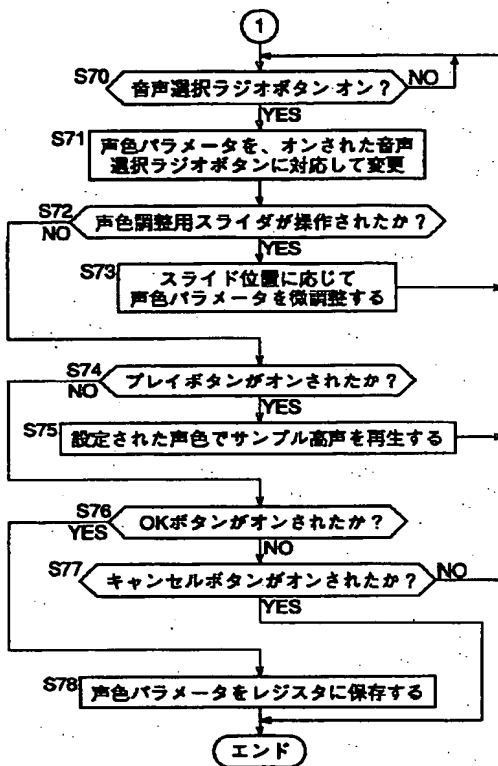 1
S70
音声選択ラジオボタン オン？
NO
YES
S71
声色パラメータを、オンされた音声
選択ラジオボタンに対応して変更
S72
NO
声色調整用スライダが操作されたか？
YES
S73
スライド位置に応じて
声色パラメータを微調整する
S74
NO
プレイボタンがオンされたか？
YES
S75
設定された声色でサンプル高声を再生する
S76
YES
OKボタンがオンされたか？
NO
S77
キャンセルボタンがオンされたか？
NO
YES
S78
声色パラメータをレジスタに保存する
エンド